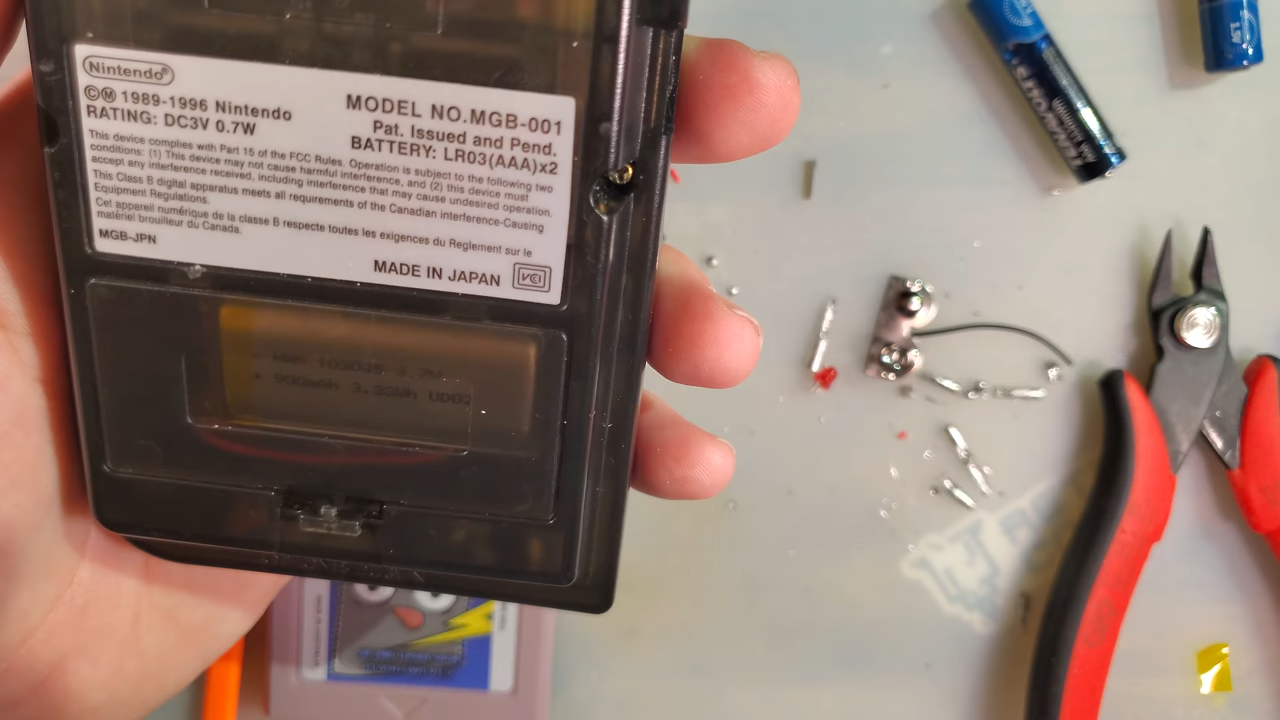 Nintendo®
©Ⓜ 1989-1996 Nintendo
RATING: DC3V 0.7W
MODEL NO.MGB-001
Pat. Issued and Pend.
BATTERY: LR03(AAA)x2
This device complies with Part 15 of the FCC Rules. Operation is subject to the following two
conditions: (1) This device may not cause harmful interference, and (2) this device must
accept any interference received, including interference that may cause undesired operation.
This Class B digital apparatus meets all requirements of the Canadian Interference-Causing
Equipment Regulations.
Cet appareil numérique de la classe B respecte toutes les exigences du Reglement sur le
matériel brouilleur du Canada.
MGB-JPN
MADE IN JAPAN
VCI
103035 3.7V
900mAh 3.33Wh
1.5V